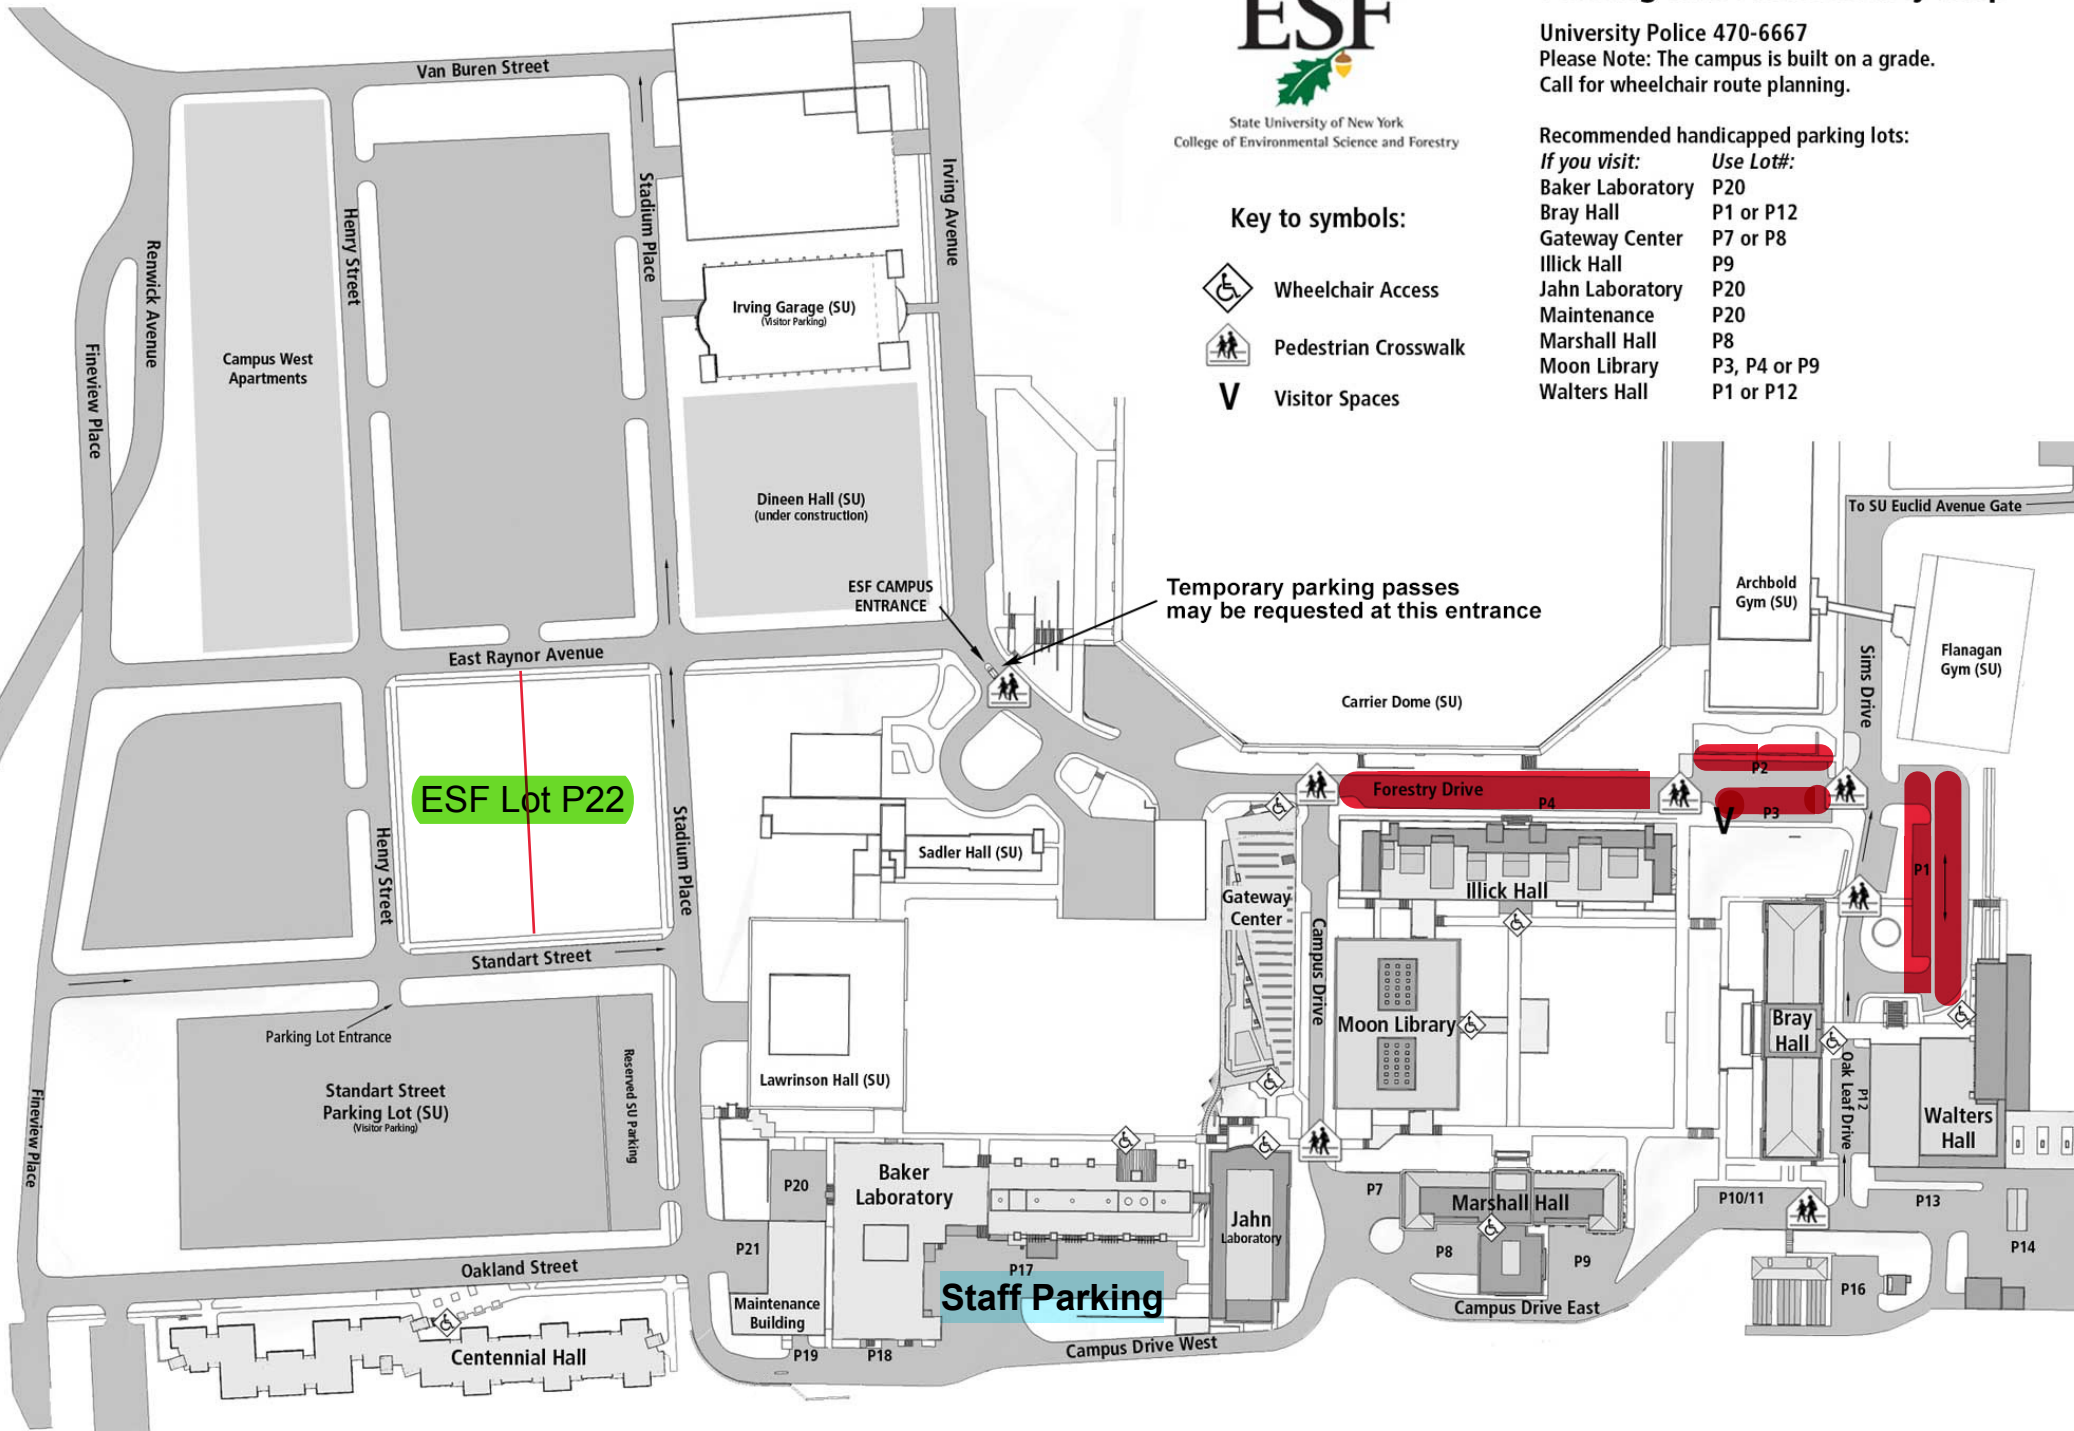 ESF
State University of New York
College of Environmental Science and Forestry
University Police 470-6667
Please Note: The campus is built on a grade.
Call for wheelchair route planning.
Recommended handicapped parking lots:
If you visit: Use Lot#:
Baker Laboratory P20
Bray Hall P1 or P12
Gateway Center P7 or P8
Illick Hall P9
Jahn Laboratory P20
Maintenance P20
Marshall Hall P8
Moon Library P3, P4 or P9
Walters Hall P1 or P12
Key to symbols:
Wheelchair Access
Pedestrian Crosswalk
V Visitor Spaces
Van Buren Street
Irving Avenue
Stadium Place
Henry Street
Renwick Avenue
Fineview Place
Campus West
Apartments
Irving Garage (SU)
(Visitor Parking)
Dineen Hall (SU)
(under construction)
ESF CAMPUS
ENTRANCE
Temporary parking passes
may be requested at this entrance
To SU Euclid Avenue Gate
Archbold
Gym (SU)
Flanagan
Gym (SU)
Sims Drive
Carrier Dome (SU)
East Raynor Avenue
ESF Lot P22
Henry Street
Stadium Place
Standart Street
Sadler Hall (SU)
Forestry Drive
P4
P2
P3
V
P1
Illick Hall
Gateway
Center
Campus Drive
Moon Library
Bray
Hall
Oak Leaf Drive
P12
Walters
Hall
Parking Lot Entrance
Standart Street
Parking Lot (SU)
(Visitor Parking)
Reserved SU Parking
Fineview Place
Lawrinson Hall (SU)
P20
Baker
Laboratory
Jahn
Laboratory
P7
Marshall Hall
P10/11
P13
P14
P21
P17
Staff Parking
P8
P9
P16
Oakland Street
Maintenance
Building
Campus Drive East
Centennial Hall
P19
P18
Campus Drive West